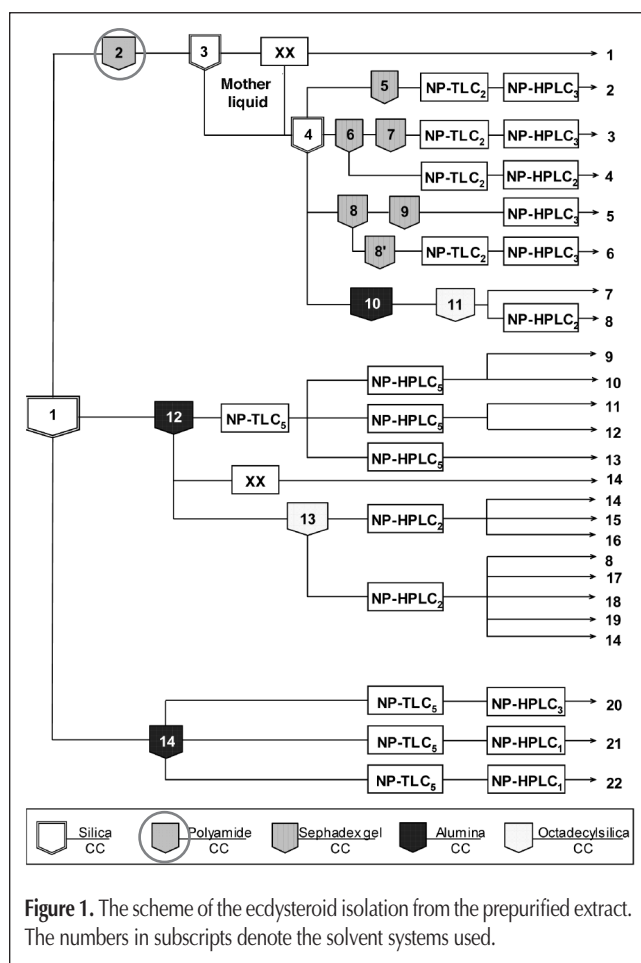 2 3 XX 1
Mother
liquid
5 NP-TLC₂ NP-HPLC₃ 2
4 6 7 NP-TLC₂ NP-HPLC₃ 3
NP-TLC₂ NP-HPLC₂ 4
8 9 NP-HPLC₃ 5
8' NP-TLC₂ NP-HPLC₃ 6
7
10 11
NP-HPLC₂ 8
9
NP-HPLC₅ 10
11
1 12 NP-TLC₅ NP-HPLC₅
12
NP-HPLC₅ 13
XX 14
14
13 NP-HPLC₂ 15
16
8
17
NP-HPLC₂ 18
19
14
NP-TLC₅ NP-HPLC₃ 20
14 NP-TLC₅ NP-HPLC₁ 21
NP-TLC₅ NP-HPLC₁ 22
Silica Polyamide Sephadex gel Alumina Octadecylsilica
CC CC CC CC CC
Figure 1. The scheme of the ecdysteroid isolation from the prepurified extract.
The numbers in subscripts denote the solvent systems used.